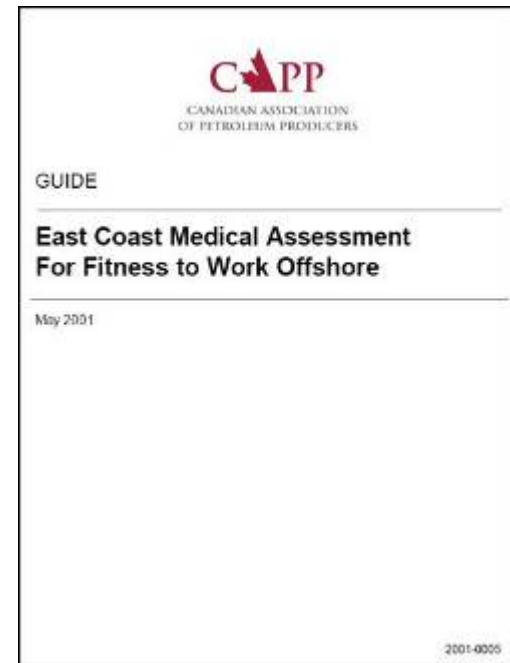 CAPP
CANADIAN ASSOCIATION
OF PETROLEUM PRODUCERS
GUIDE
East Coast Medical Assessment
For Fitness to Work Offshore
May 2001
2001-0005